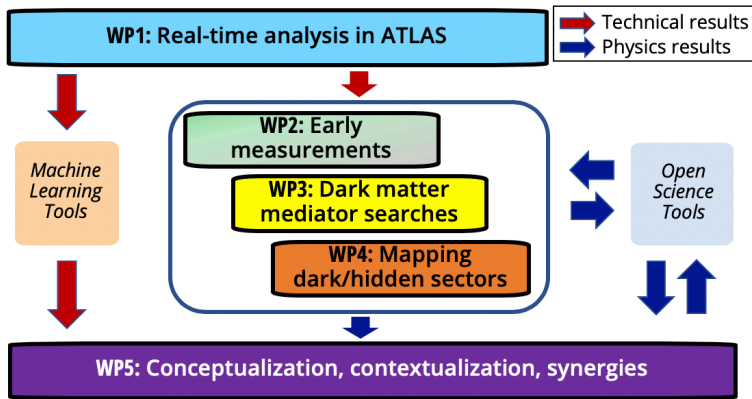 WP1: Real-time analysis in ATLAS
Technical results
Physics results
WP2: Early
measurements
Machine
Learning
Tools
WP3: Dark matter
mediator searches
Open
Science
Tools
WP4: Mapping
dark/hidden sectors
WP5: Conceptualization, contextualization, synergies